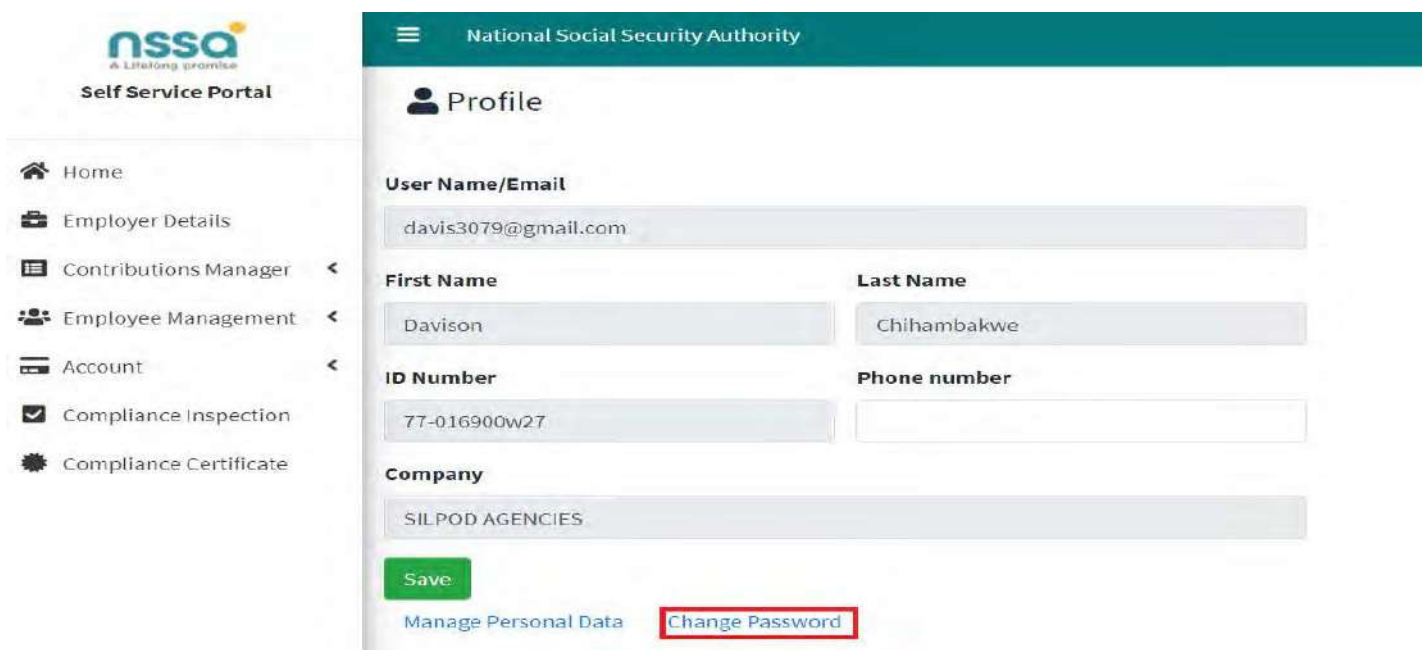 nssa
A Lifelong promise
Self Service Portal
Home
Employer Details
Contributions Manager
Employee Management
Account
Compliance Inspection
Compliance Certificate
National Social Security Authority
Profile
User Name/Email
davis3079@gmail.com
First Name Last Name
Davison Chihambakwe
ID Number Phone number
77-016900w27
Company
SILPOD AGENCIES
Save
Manage Personal Data Change Password